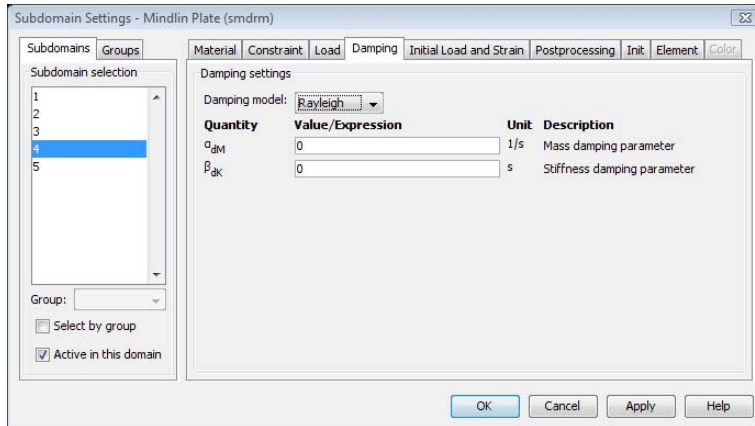 Subdomain Settings - Mindlin Plate (smdrm)
Subdomains Groups
Material Constraint Load Damping Initial Load and Strain Postprocessing Init Element Color
Subdomain selection
1
2
3
4
5
Group:
Select by group
Active in this domain
Damping settings
Damping model: Rayleigh
Quantity Value/Expression Unit Description
αdM 0 1/s Mass damping parameter
βdK 0 s Stiffness damping parameter
OK Cancel Apply Help